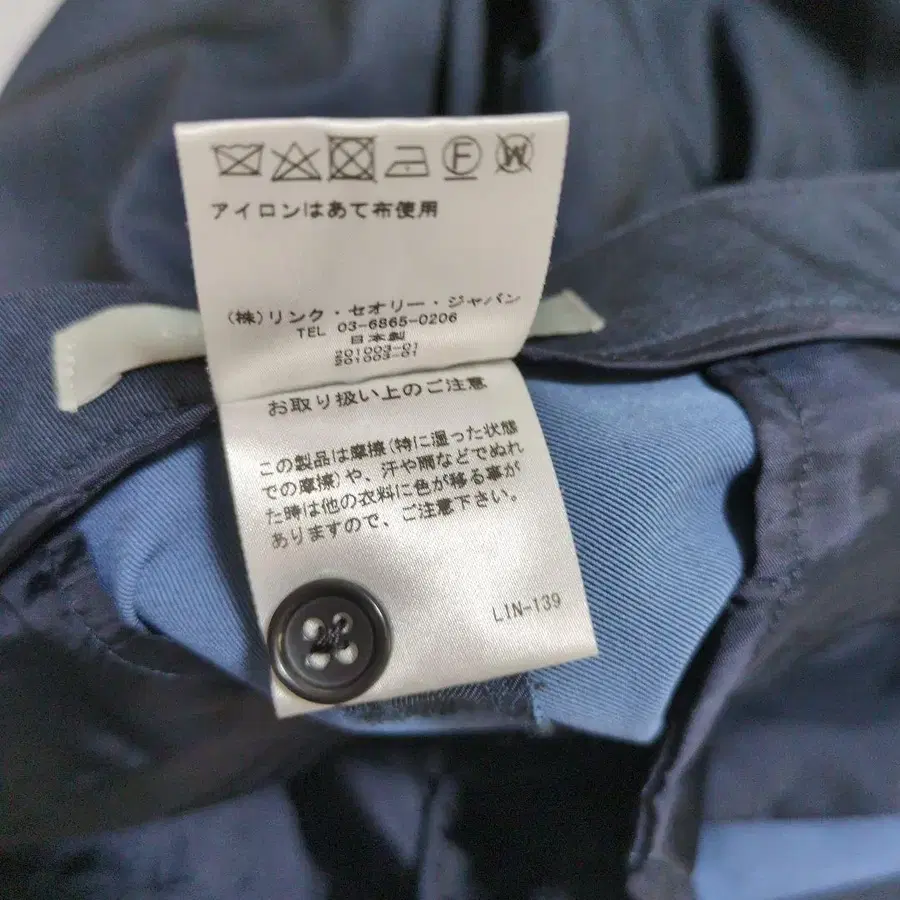 F
W
アイロンはあて布使用
(株)リンク・セオリー・ジャパン
TEL 03-6865-0206
日本製
201003-01
201003-01
お取り扱い上のご注意
この製品は摩擦(特に湿った状態
での摩擦)や、汗や雨などでぬれ
た時は他の衣料に色が移る事が
ありますので、ご注意下さい。
LIN-139